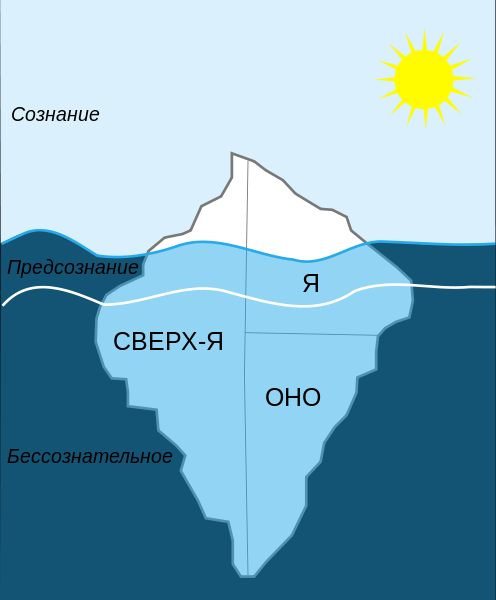 Сознание
Предсознание
Я
СВЕРХ-Я
ОНО
Бессознательное